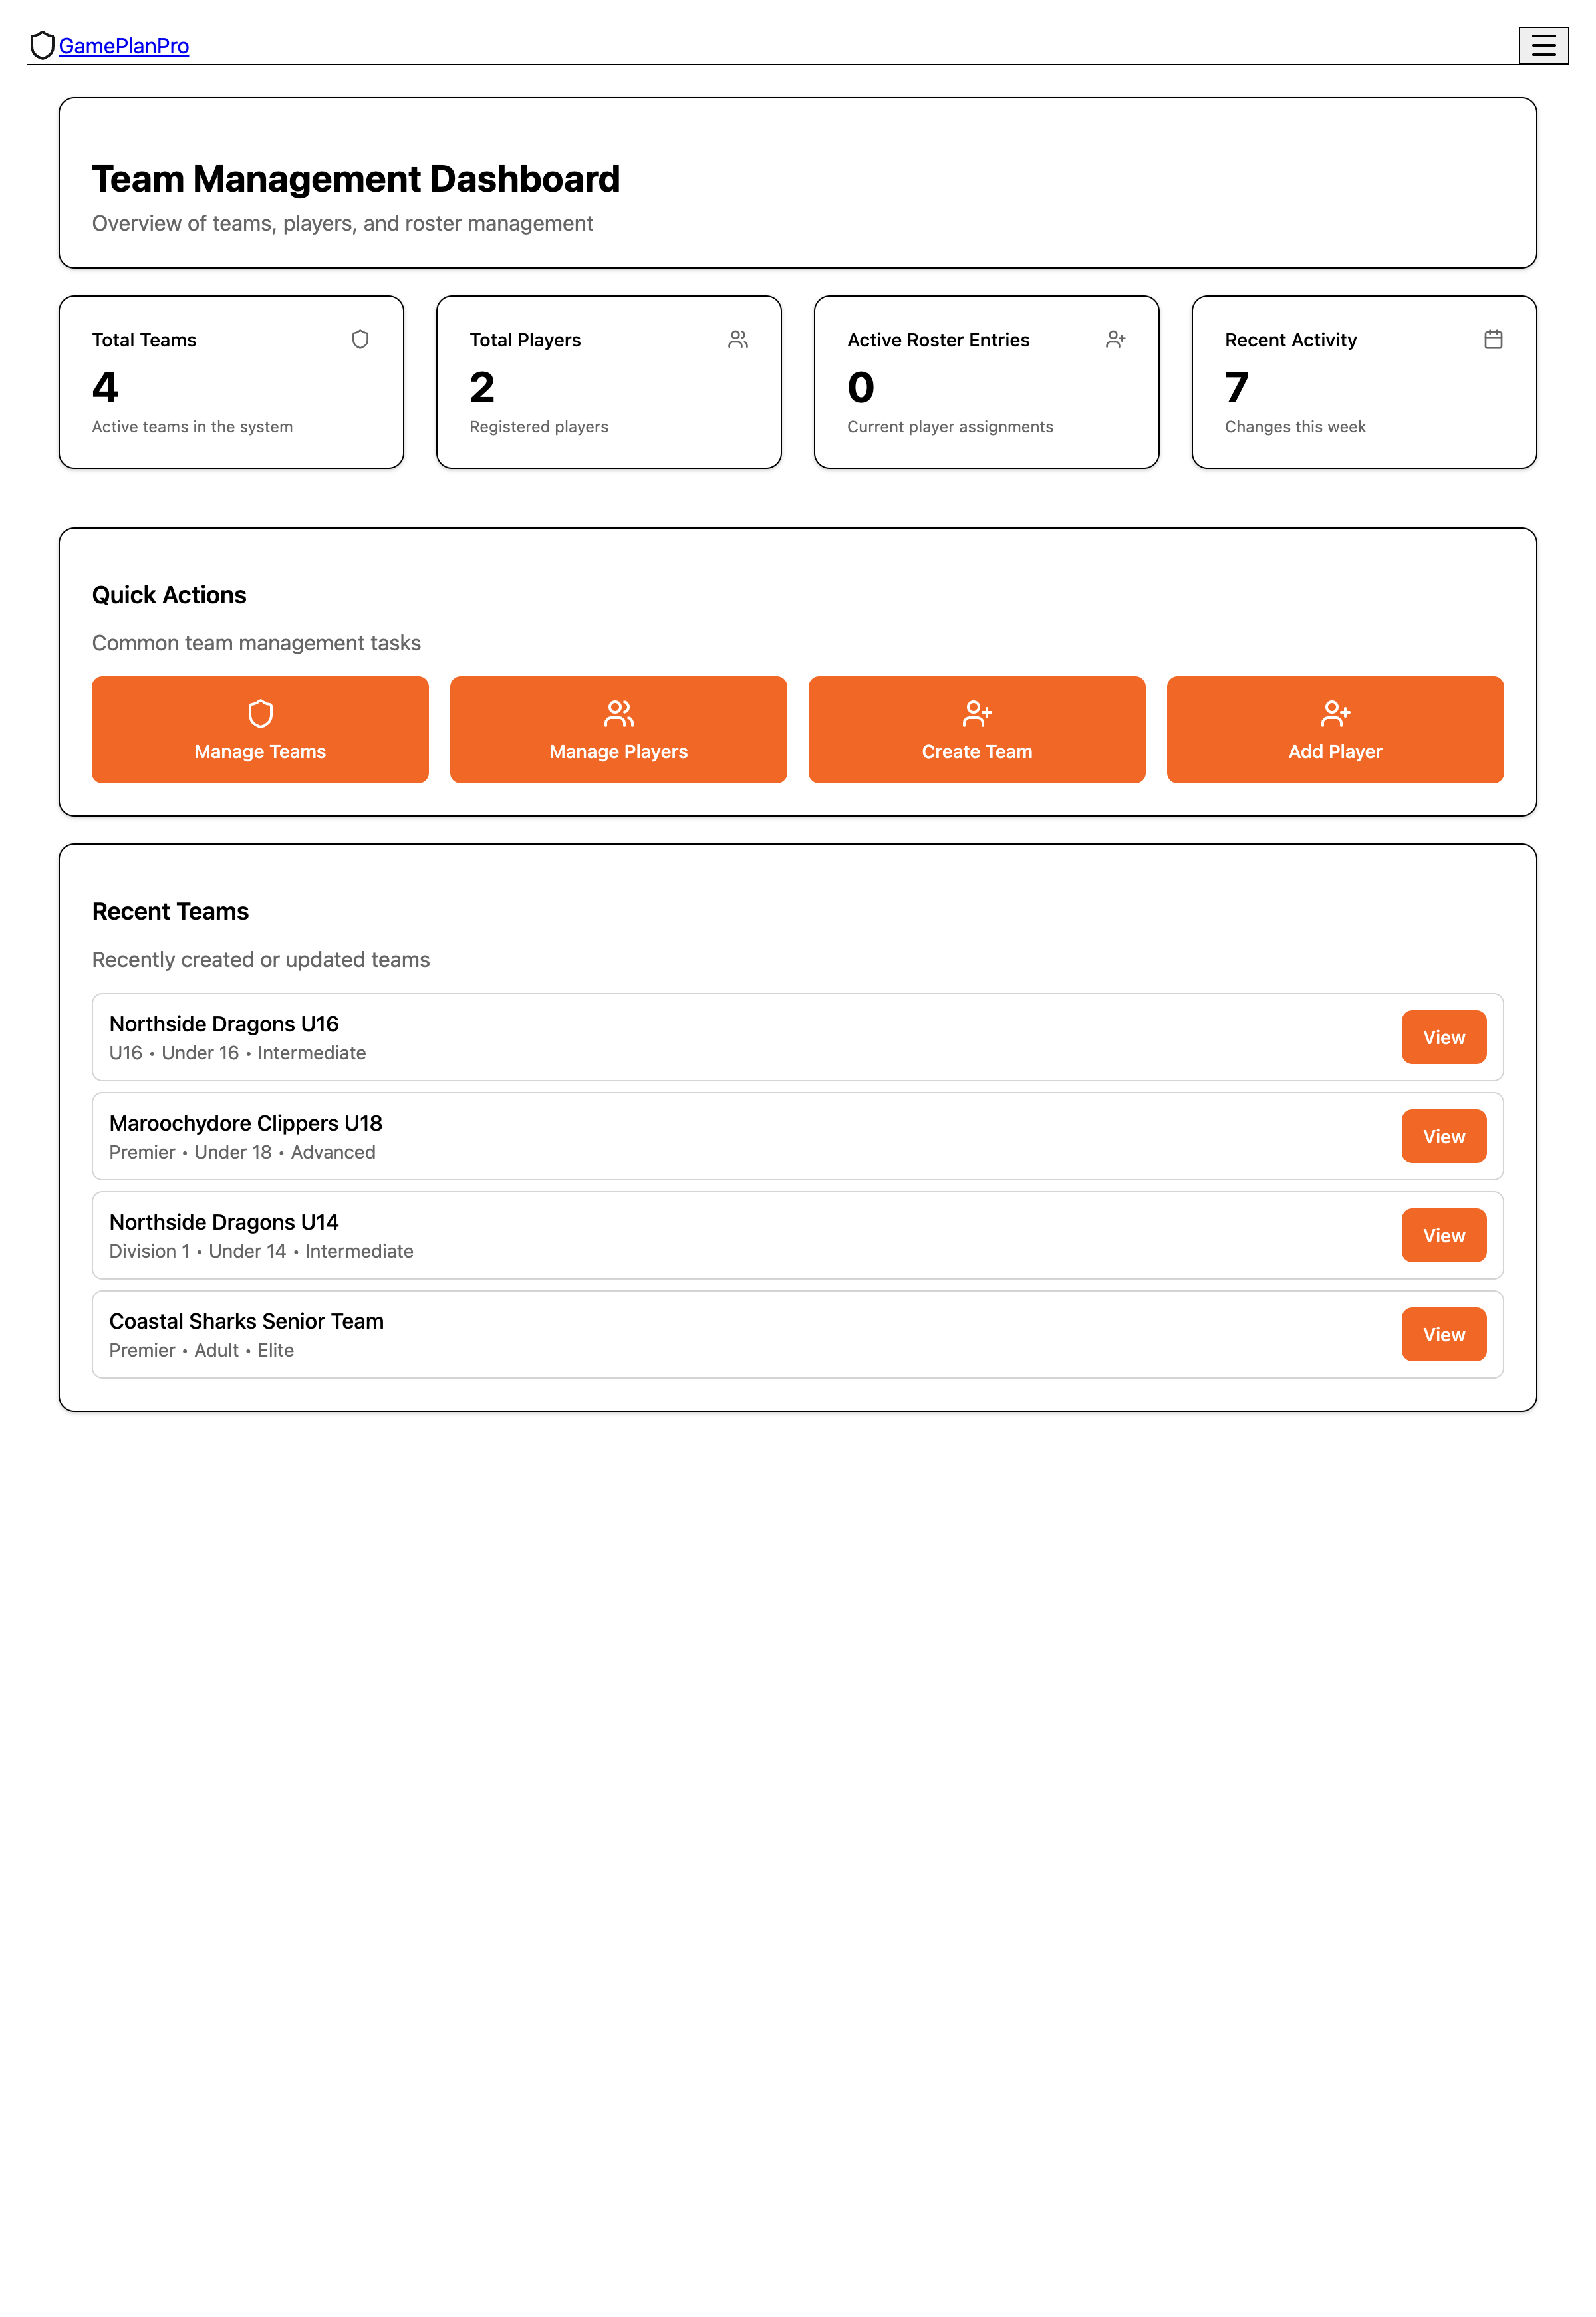 GamePlanPro
Team Management Dashboard
Overview of teams, players, and roster management
Total Teams
4
Active teams in the system
Total Players
2
Registered players
Active Roster Entries
0
Current player assignments
Recent Activity
7
Changes this week
Quick Actions
Common team management tasks
Manage Teams
Manage Players
Create Team
Add Player
Recent Teams
Recently created or updated teams
Northside Dragons U16
U16 • Under 16 • Intermediate
View
Maroochydore Clippers U18
Premier • Under 18 • Advanced
View
Northside Dragons U14
Division 1 • Under 14 • Intermediate
View
Coastal Sharks Senior Team
Premier • Adult • Elite
View